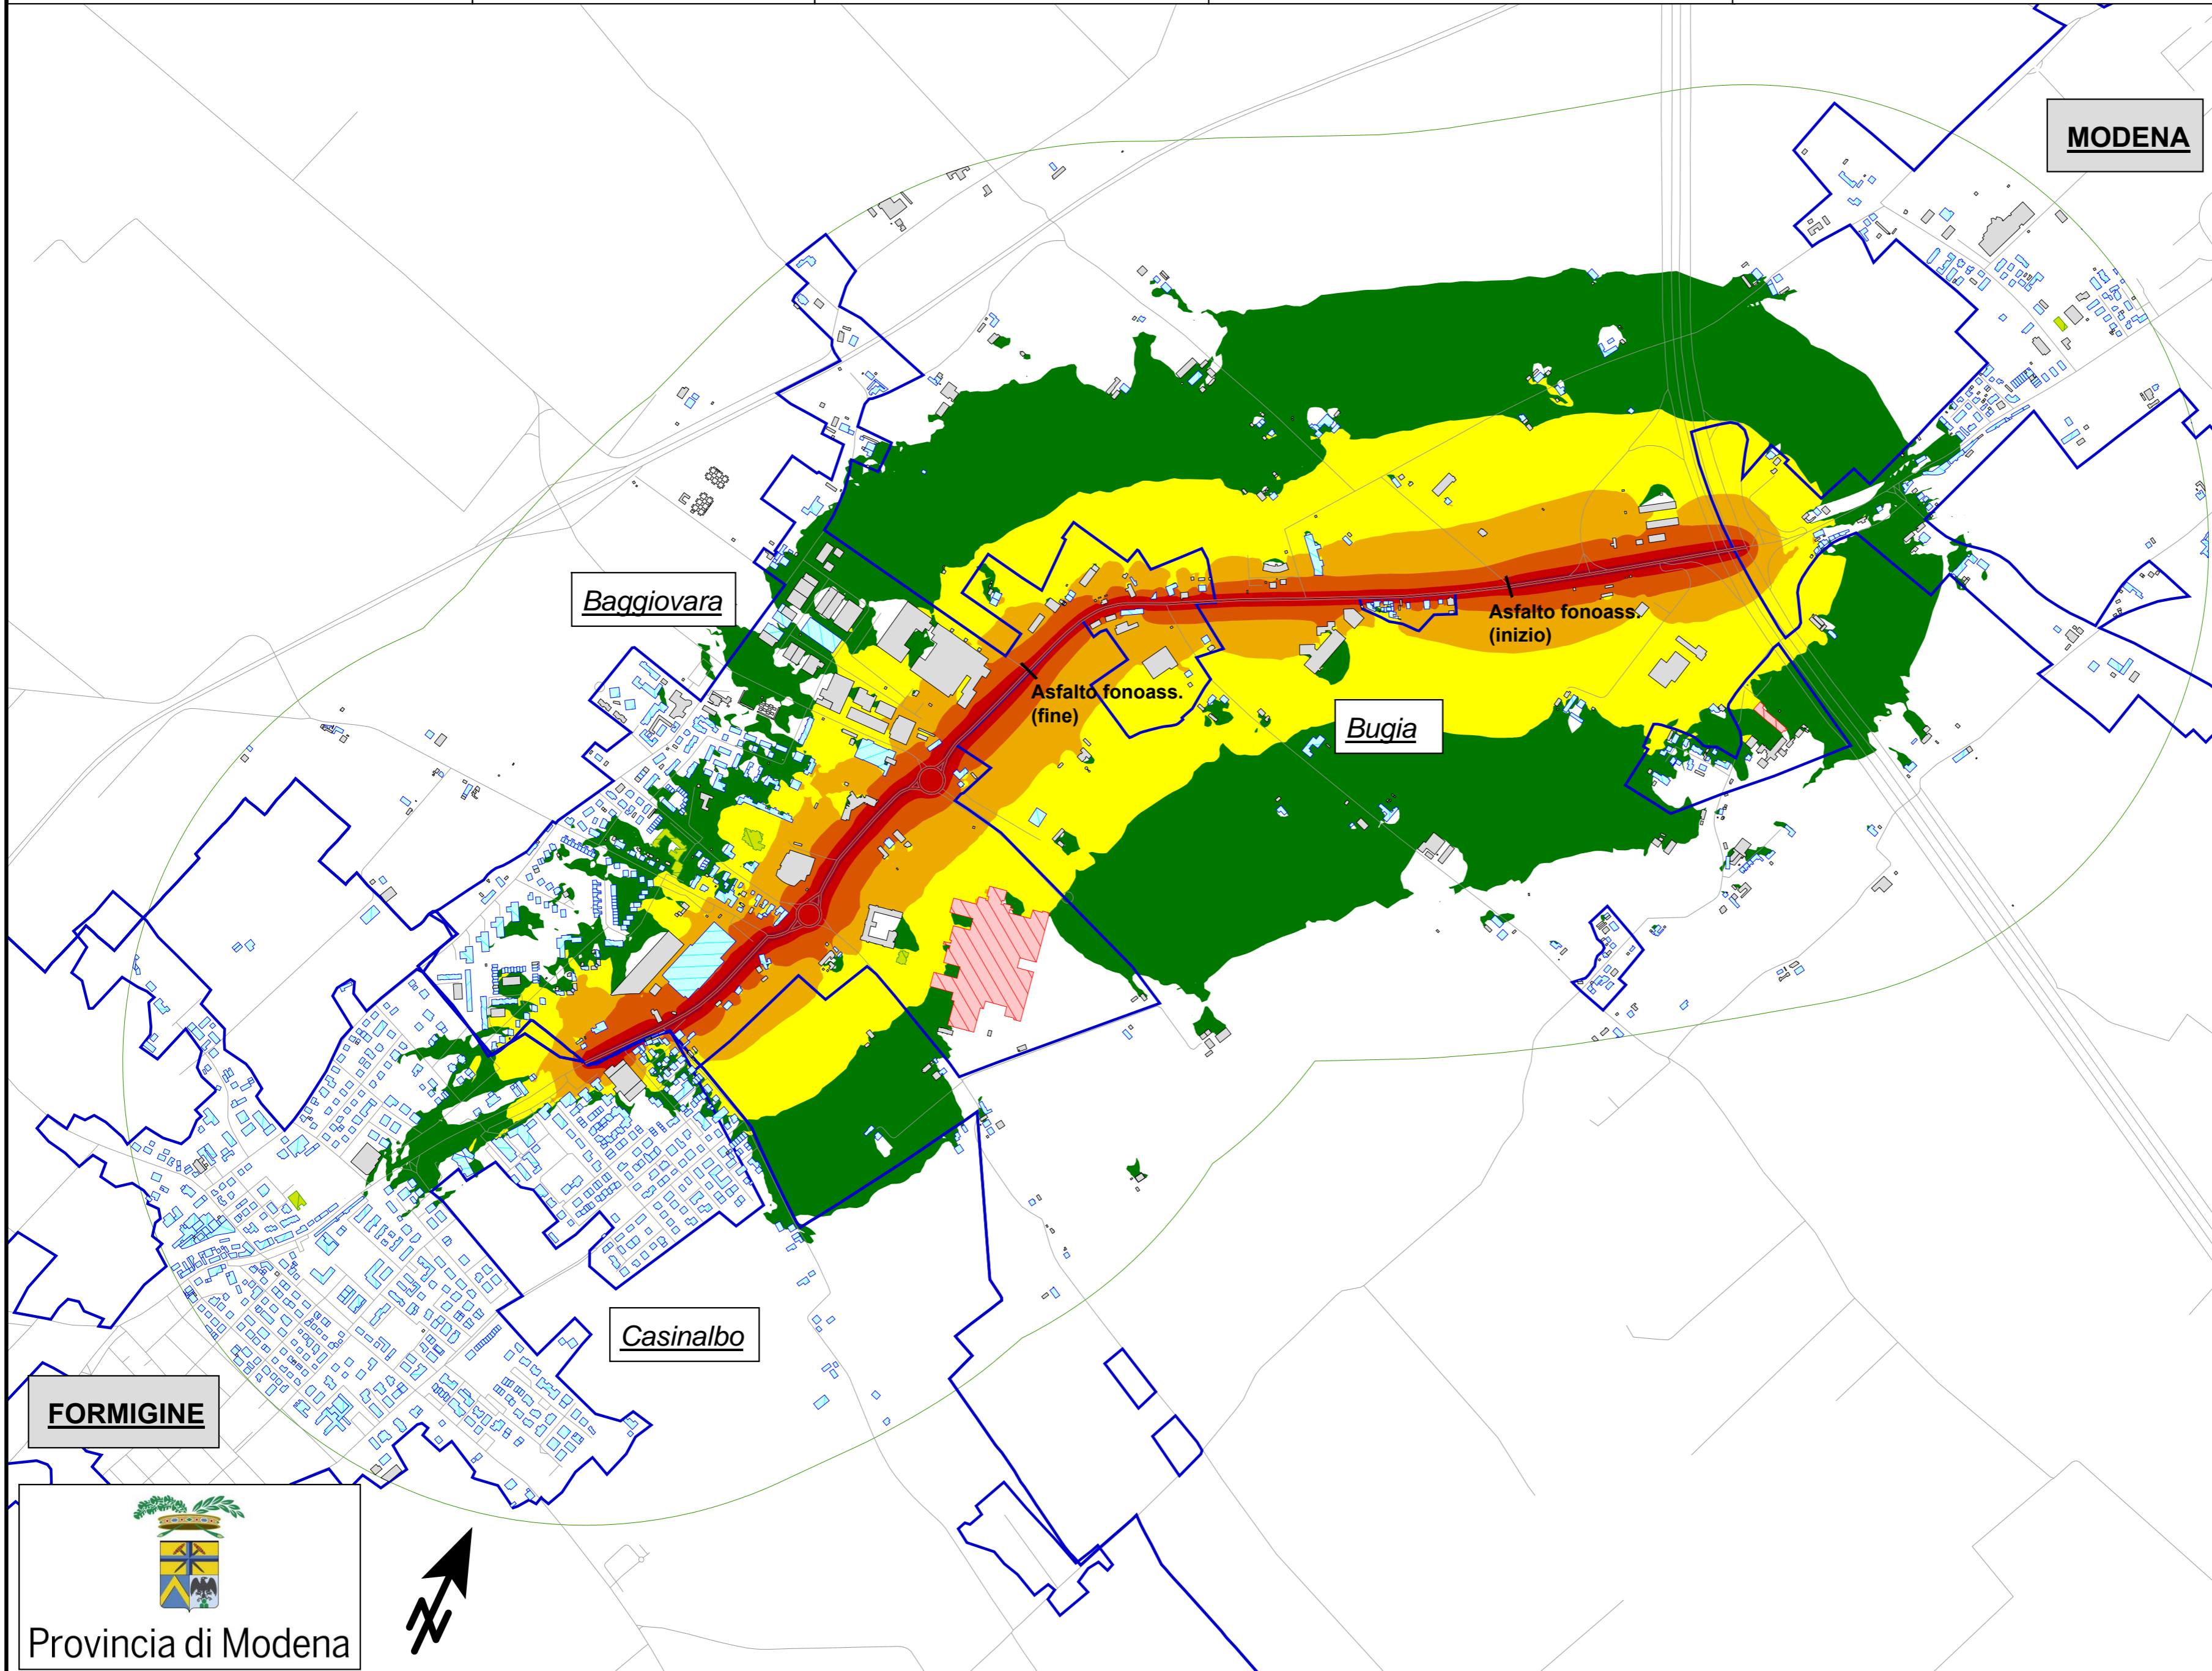 MODENA
Baggiovara
Asfalto fonoass.
(inizio)
Asfalto fonoass.
(fine)
Bugia
Casinalbo
FORMIGINE
Provincia di Modena
N